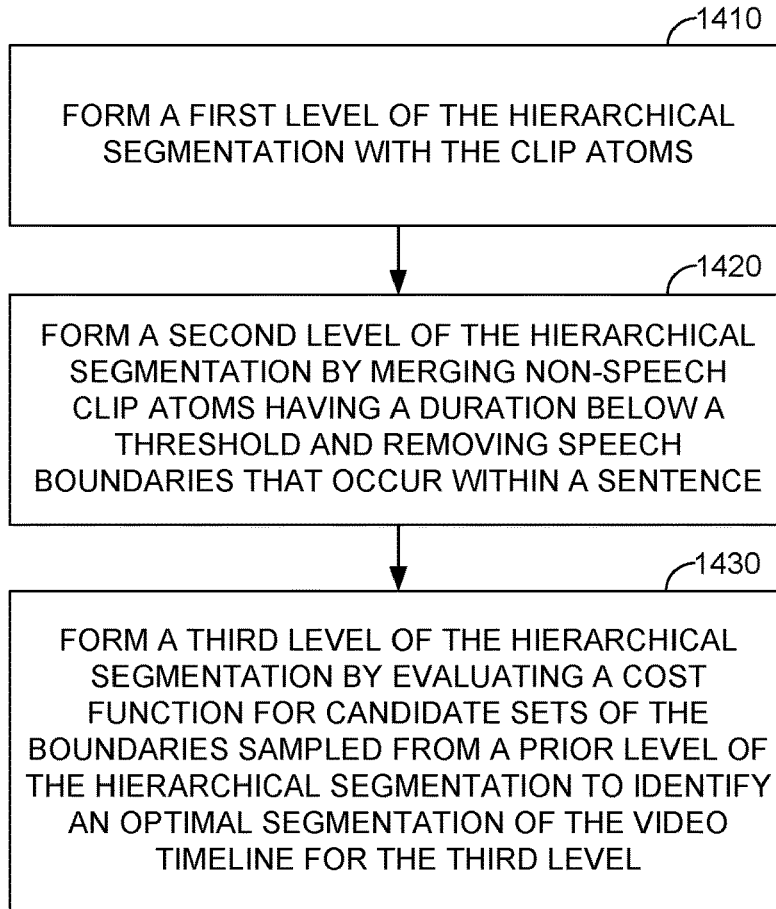 1410
FORM A FIRST LEVEL OF THE HIERARCHICAL
SEGMENTATION WITH THE CLIP ATOMS
1420
FORM A SECOND LEVEL OF THE HIERARCHICAL
SEGMENTATION BY MERGING NON-SPEECH
CLIP ATOMS HAVING A DURATION BELOW A
THRESHOLD AND REMOVING SPEECH
BOUNDARIES THAT OCCUR WITHIN A SENTENCE
1430
FORM A THIRD LEVEL OF THE HIERARCHICAL
SEGMENTATION BY EVALUATING A COST
FUNCTION FOR CANDIDATE SETS OF THE
BOUNDARIES SAMPLED FROM A PRIOR LEVEL OF
THE HIERARCHICAL SEGMENTATION TO IDENTIFY
AN OPTIMAL SEGMENTATION OF THE VIDEO
TIMELINE FOR THE THIRD LEVEL